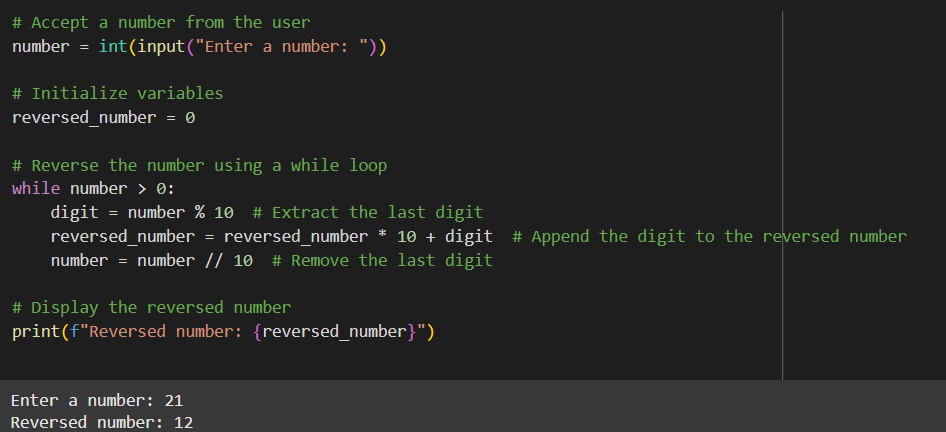 # Accept a number from the user
number = int(input("Enter a number: "))
# Initialize variables
reversed_number = 0
# Reverse the number using a while loop
while number > 0:
    digit = number % 10  # Extract the last digit
    reversed_number = reversed_number * 10 + digit  # Append the digit to the reversed number
    number = number // 10  # Remove the last digit
# Display the reversed number
print(f"Reversed number: {reversed_number}")
Enter a number: 21
Reversed number: 12